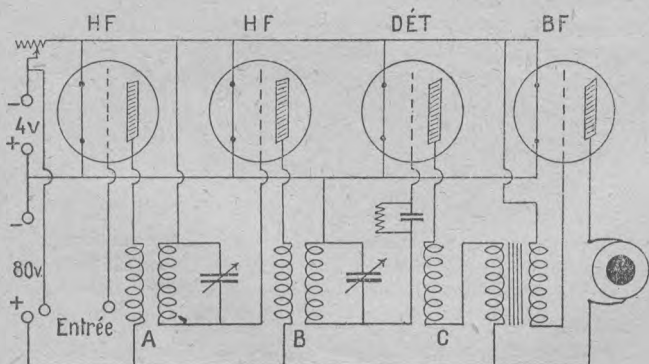 HF HF DÉT BF
−
4v
+
−
80v.
+
Entrée A B C